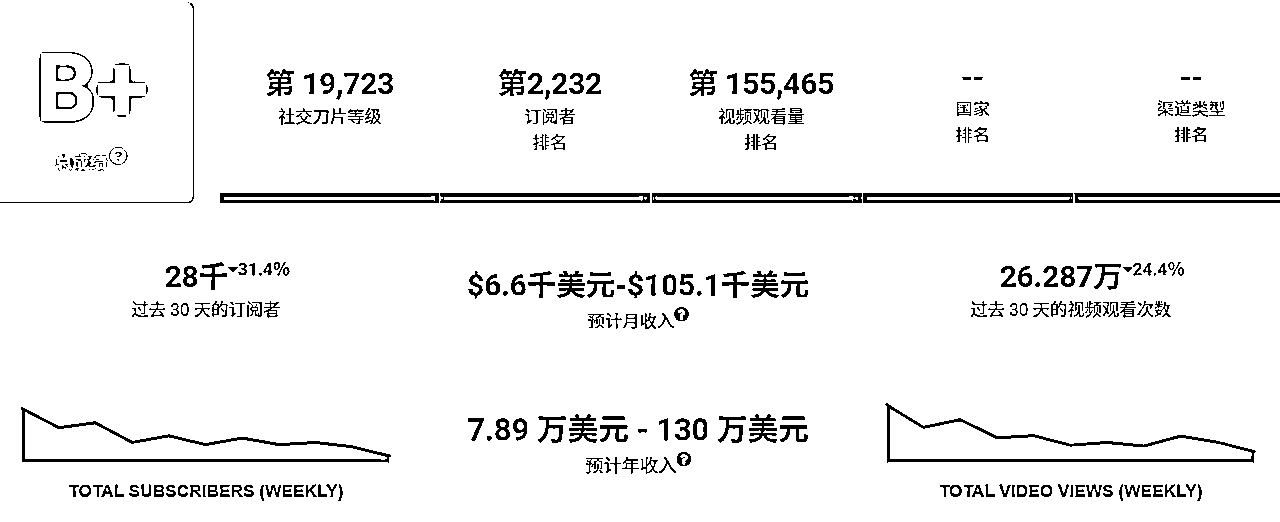 B+
总成绩?
第 19,723
社交刀片等级
第2,232
订阅者
排名
第 155,465
视频观看量
排名
--
国家
排名
--
渠道类型
排名
28千 31.4%
过去 30 天的订阅者
$6.6千美元-$105.1千美元
预计月收入?
26.287万 24.4%
过去 30 天的视频观看次数
7.89 万美元 - 130 万美元
预计年收入?
TOTAL SUBSCRIBERS (WEEKLY)
TOTAL VIDEO VIEWS (WEEKLY)